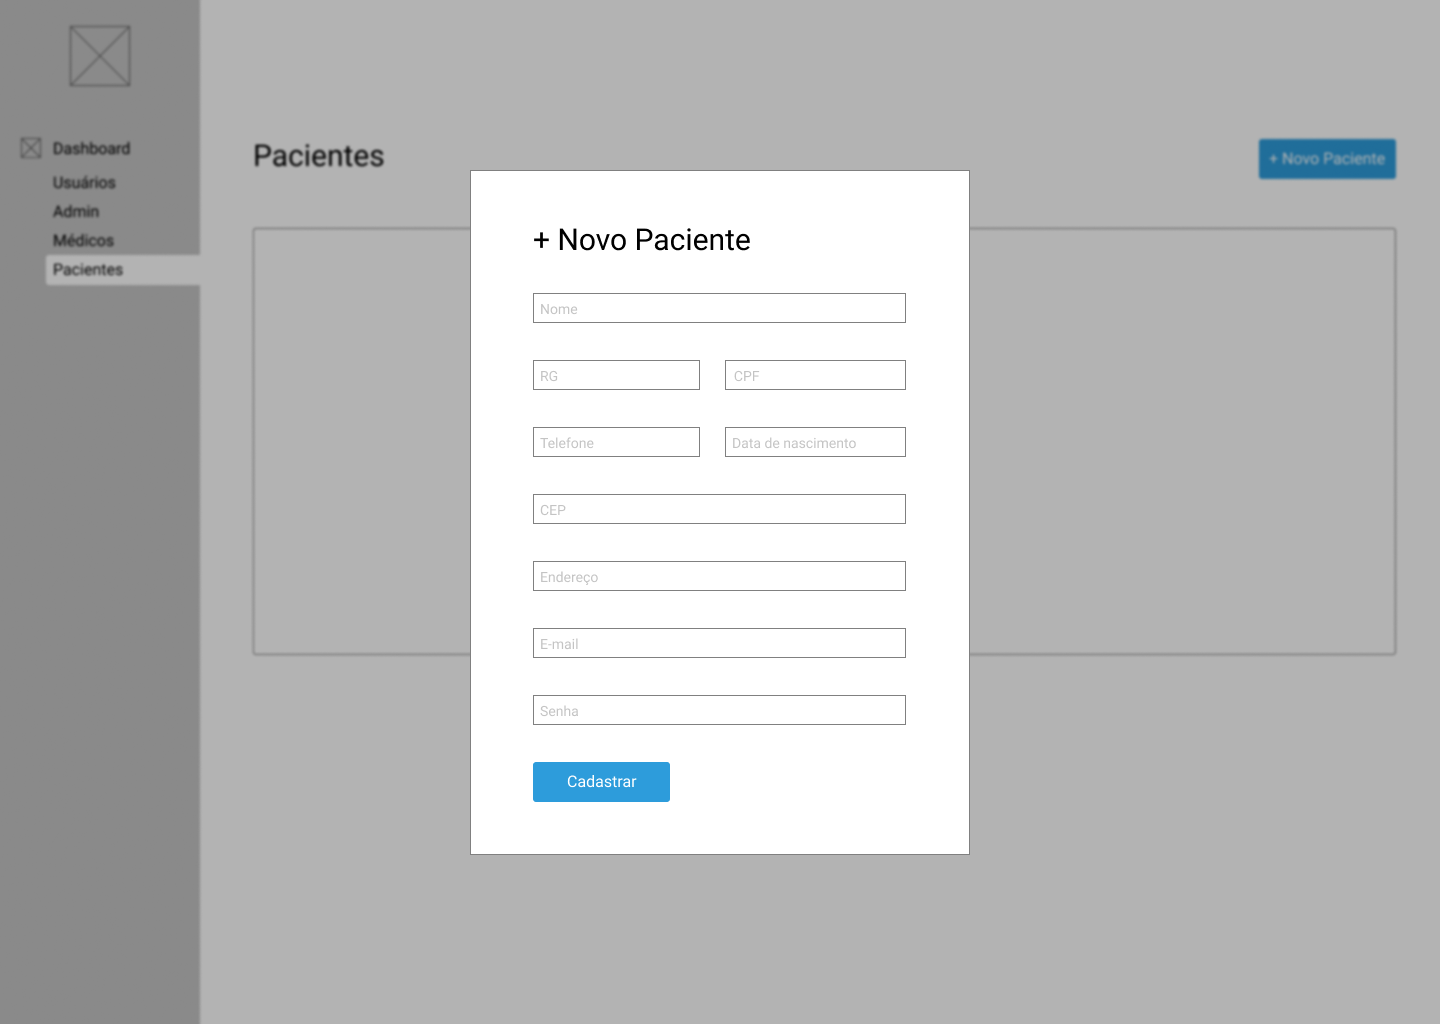 Dashboard
Usuários
Admin
Médicos
Pacientes
Pacientes
+ Novo Paciente
+ Novo Paciente
Nome
RG
CPF
Telefone
Data de nascimento
CEP
Endereço
E-mail
Senha
Cadastrar